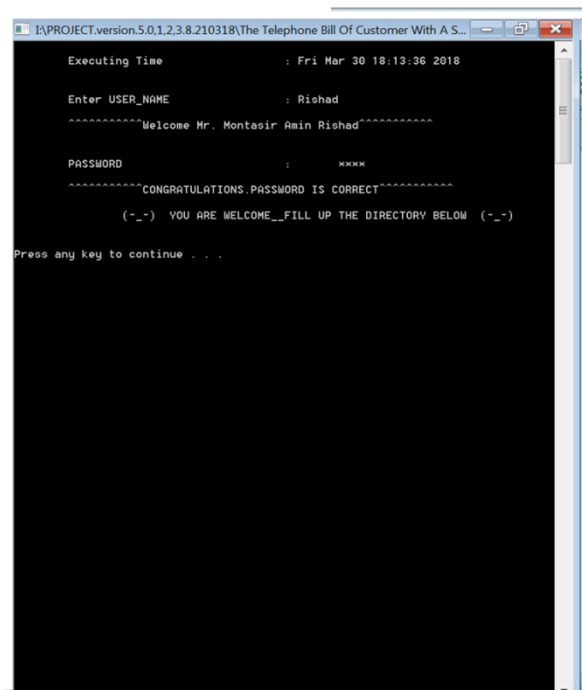 I:\PROJECT.version.5.0,1,2,3.8.210318\The Telephone Bill Of Customer With A S...
Executing Time : Fri Mar 30 18:13:36 2018
Enter USER_NAME : Rishad
^^^^^^^^^^^Welcome Mr. Montasir Amin Rishad^^^^^^^^^^^
PASSWORD : ****
^^^^^^^^^^^CONGRATULATIONS.PASSWORD IS CORRECT^^^^^^^^^^^
(-_-) YOU ARE WELCOME__FILL UP THE DIRECTORY BELOW (-_-)
Press any key to continue . . .